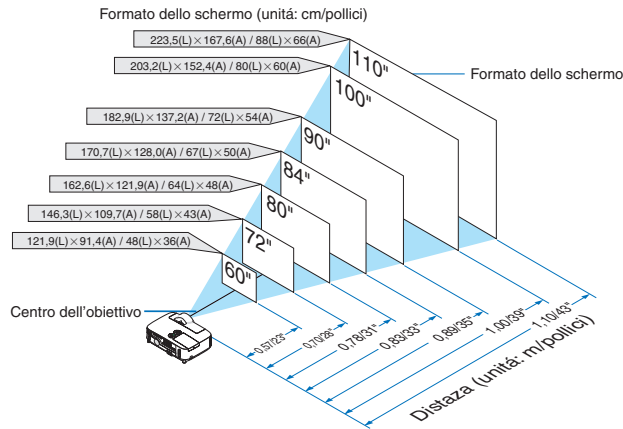 Formato dello schermo (unitá: cm/pollici)
223,5(L)×167,6(A) / 88(L)×66(A)
110"
Formato dello schermo
203,2(L)×152,4(A) / 80(L)×60(A)
100"
182,9(L)×137,2(A) / 72(L)×54(A)
90"
170,7(L)×128,0(A) / 67(L)×50(A)
84"
162,6(L)×121,9(A) / 64(L)×48(A)
80"
146,3(L)×109,7(A) / 58(L)×43(A)
72"
121,9(L)×91,4(A) / 48(L)×36(A)
60"
Centro dell'obiettivo
0,57/23"
0,70/28"
0,78/31"
0,83/33"
0,89/35"
1,00/39"
1,10/43"
Distaza (unitá: m/pollici)